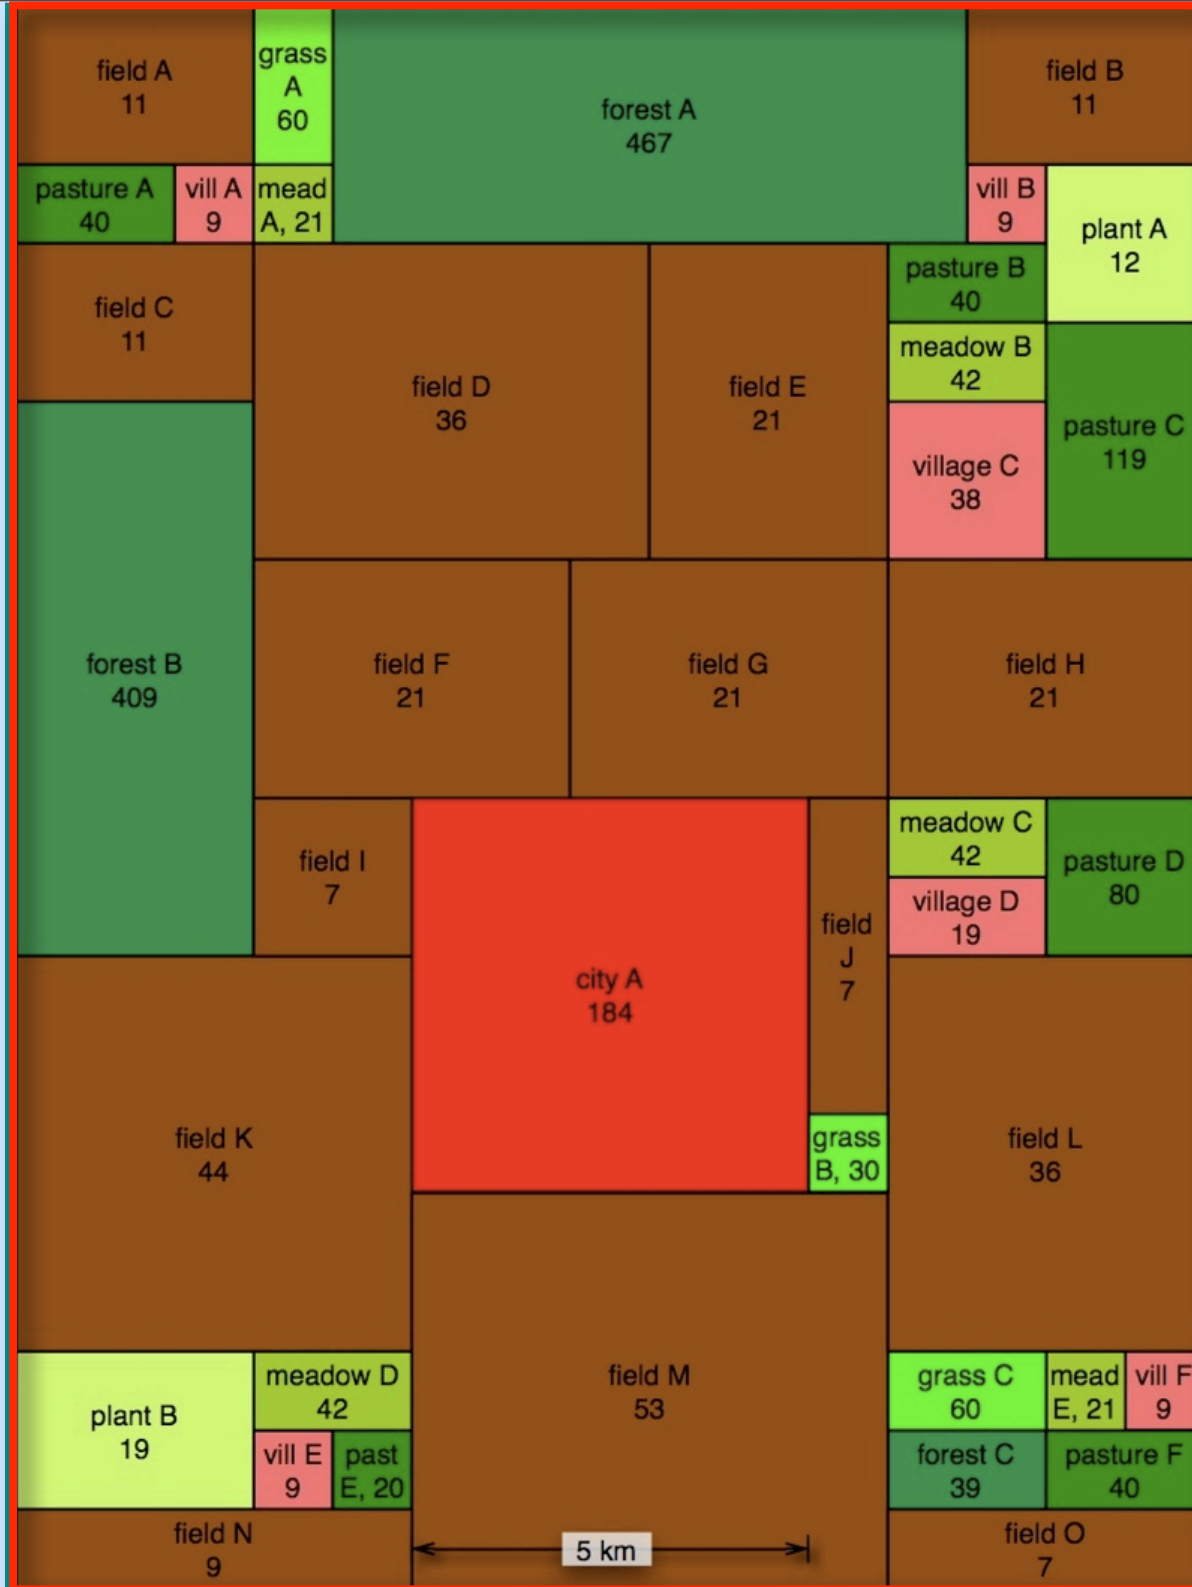 field A
11
grass
A
60
forest A
467
field B
11
pasture A
40
vill A
9
mead
A, 21
vill B
9
plant A
12
field C
11
field D
36
field E
21
pasture B
40
meadow B
42
village C
38
pasture C
119
forest B
409
field F
21
field G
21
field H
21
field I
7
city A
184
field
J
7
meadow C
42
pasture D
80
village D
19
field K
44
grass
B, 30
field L
36
plant B
19
meadow D
42
vill E
9
past
E, 20
field M
53
grass C
60
mead
E, 21
vill F
9
forest C
39
pasture F
40
field N
9
5 km
field O
7